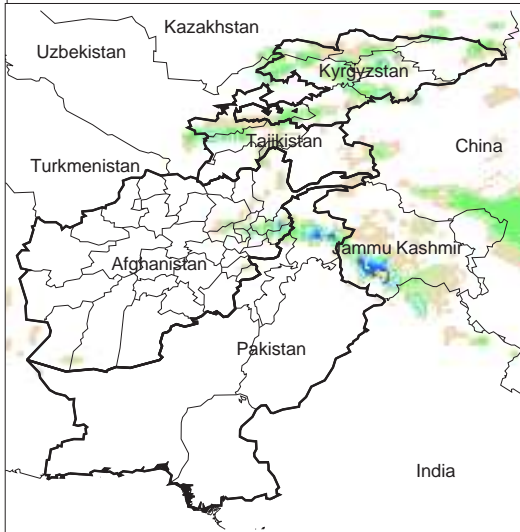 Kazakhstan
Uzbekistan
Kyrgyzstan
Tajikistan
China
Turkmenistan
Jammu Kashmir
Afghanistan
Pakistan
India